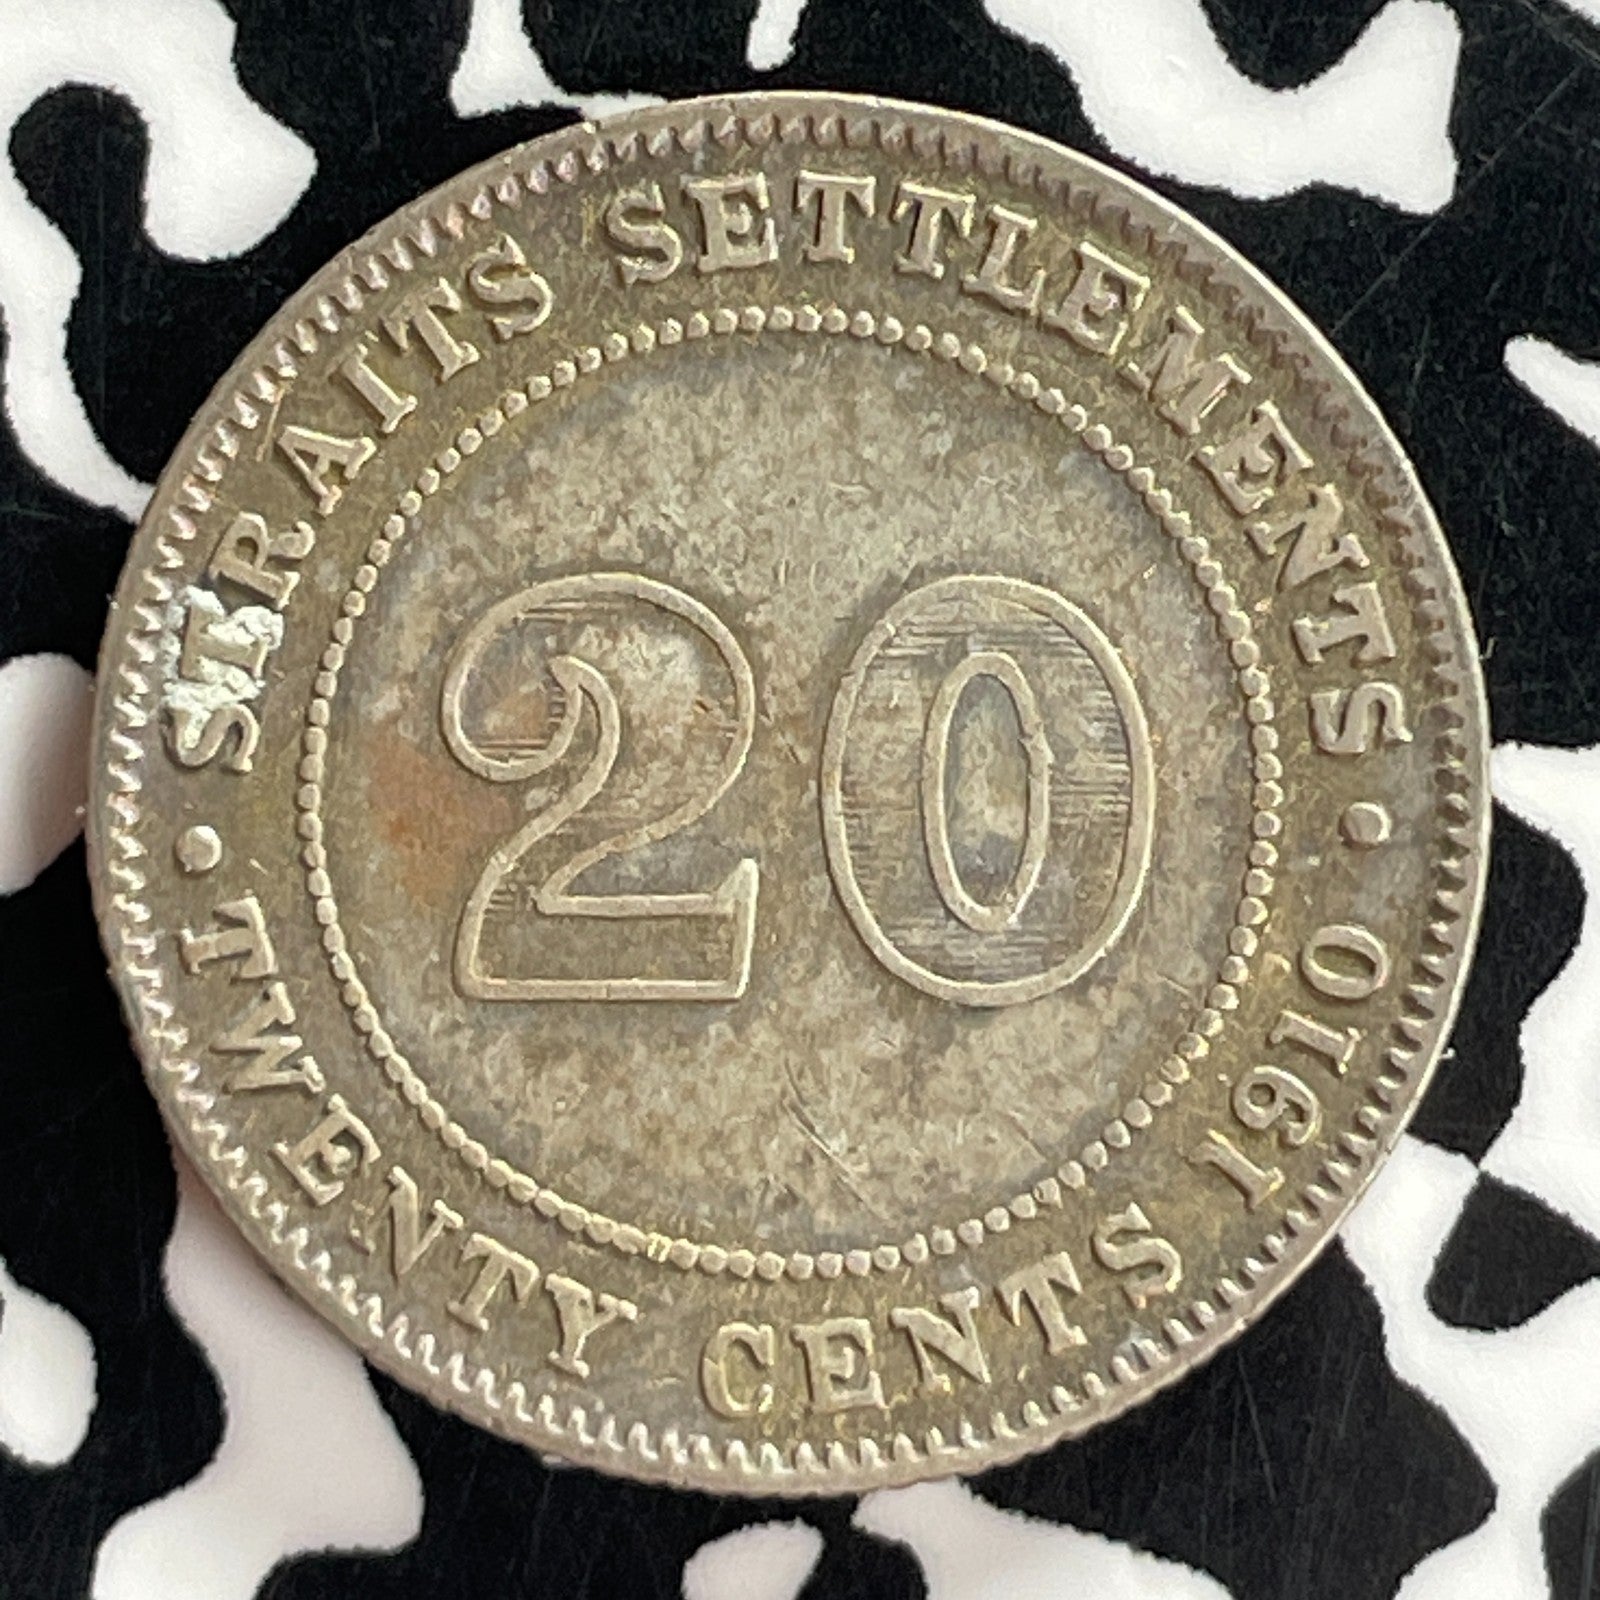 · STRAITS SETTLEMENTS ·
20
TWENTY CENTS 1910